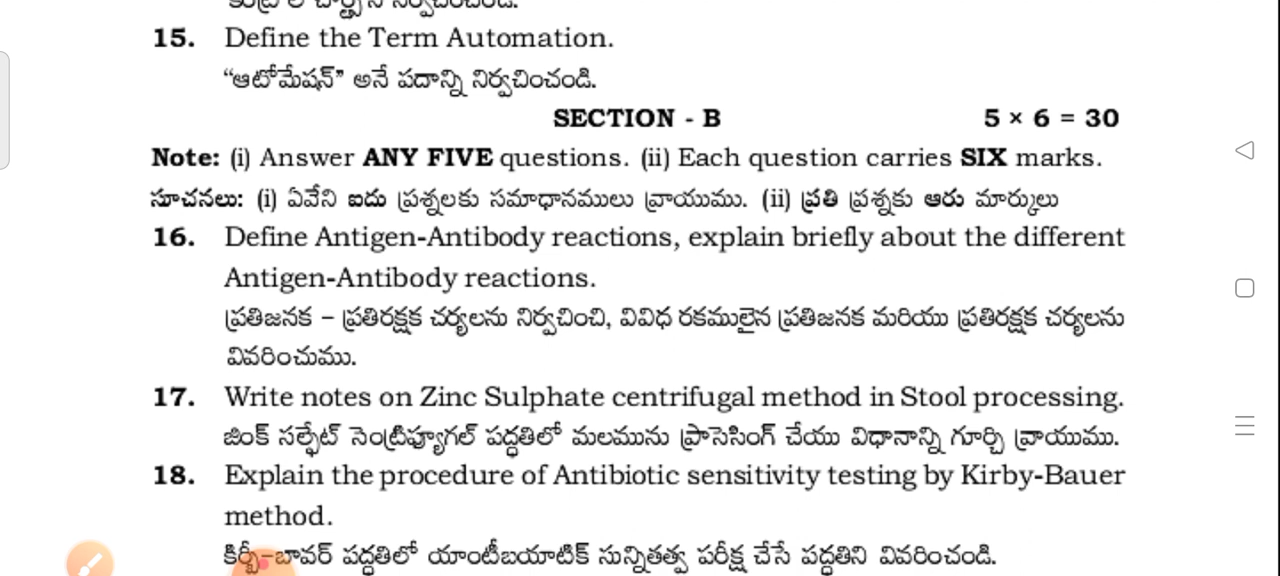 15. Define the Term Automation.
“ఆటోమేషన్” అనే పదాన్ని నిర్వచించండి.
SECTION - B 5 × 6 = 30
Note: (i) Answer ANY FIVE questions. (ii) Each question carries SIX marks.
సూచనలు: (i) ఏవేని ఐదు ప్రశ్నలకు సమాధానములు వ్రాయుము. (ii) ప్రతి ప్రశ్నకు ఆరు మార్కులు
16. Define Antigen-Antibody reactions, explain briefly about the different
Antigen-Antibody reactions.
ప్రతిజనక – ప్రతిరక్షక చర్యలను నిర్వచించి, వివిధ రకములైన ప్రతిజనక మరియు ప్రతిరక్షక చర్యలను
వివరించుము.
17. Write notes on Zinc Sulphate centrifugal method in Stool processing.
జింక్ సల్ఫేట్ సెంట్రిఫ్యూగల్ పద్ధతిలో మలమును ప్రాసెసింగ్ చేయు విధానాన్ని గూర్చి వ్రాయుము.
18. Explain the procedure of Antibiotic sensitivity testing by Kirby-Bauer
method.
కిర్బీ–బావర్ పద్ధతిలో యాంటీబయాటిక్ సున్నితత్వ పరీక్ష చేసే పద్ధతిని వివరించండి.